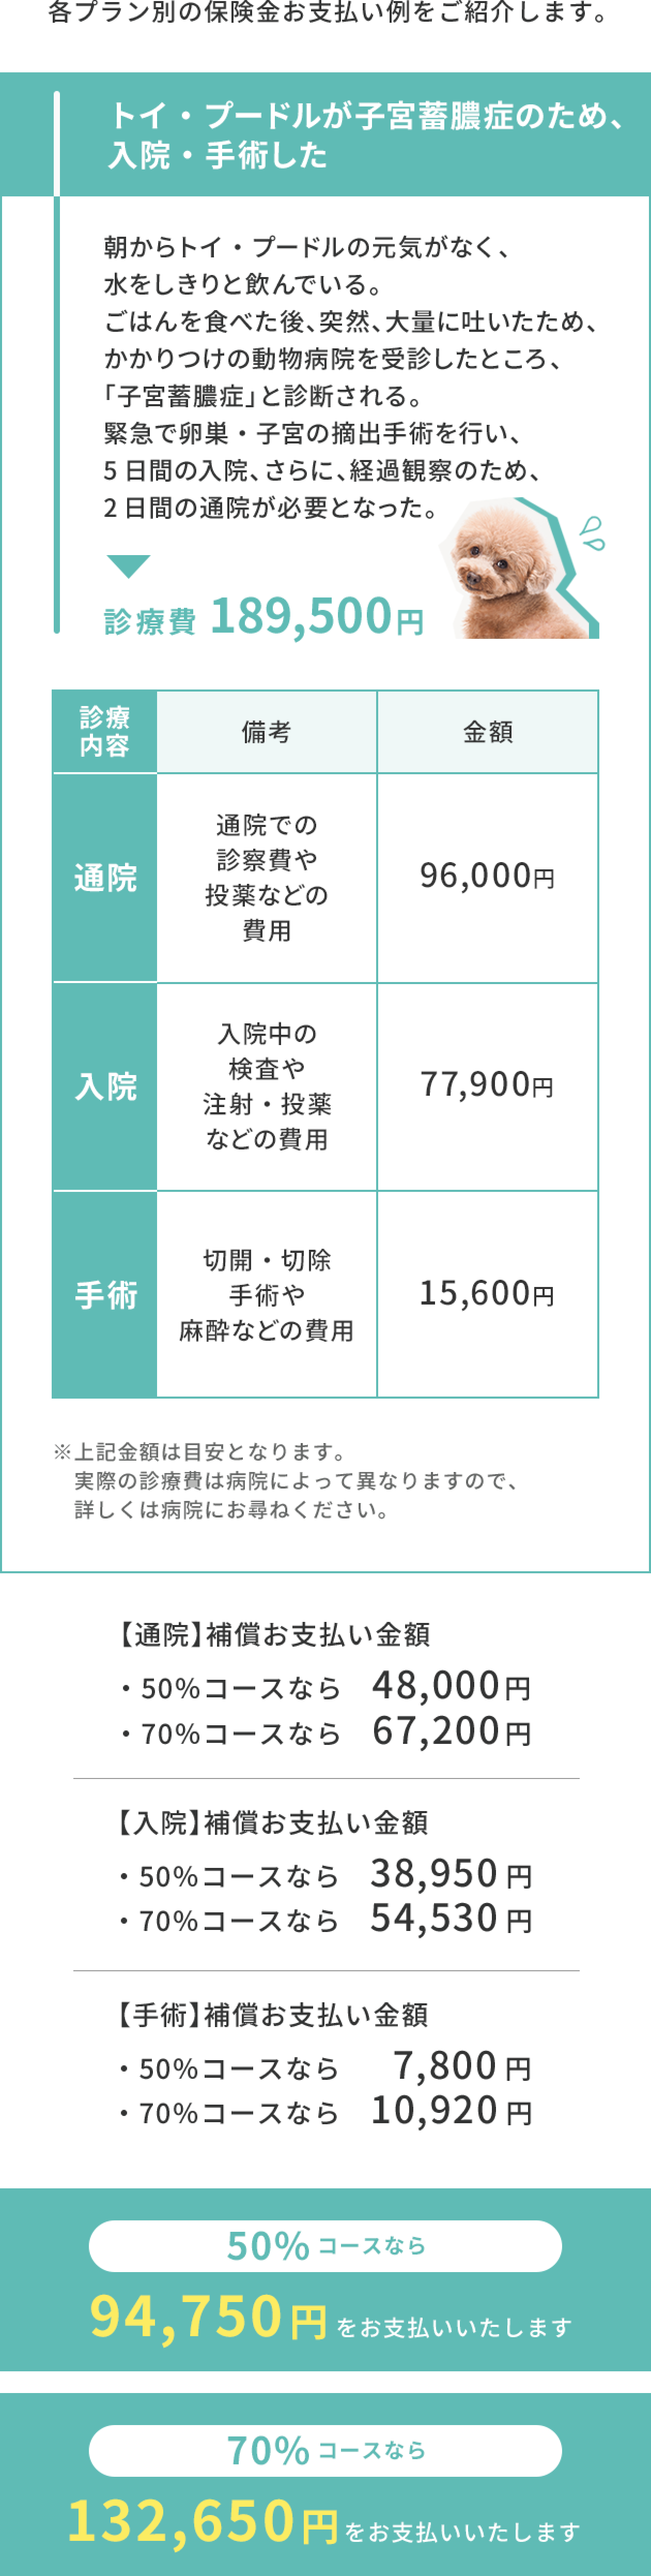 各プラン別の保険金お支払い例をご紹介します。
トイ・プードルが子宮蓄膿症のため、
入院・手術した
朝からトイ・プードルの元気がなく、
水をしきりと飲んでいる。
ごはんを食べた後、突然、大量に吐いたため、
かかりつけの動物病院を受診したところ、
「子宮蓄膿症」と診断される。
緊急で卵巣・子宮の摘出手術を行い、
5日間の入院、さらに、経過観察のため、
2日間の通院が必要となった。
診療費 189,500円
診療
内容
備考
金額
通院
通院での
診察費や
投薬などの
費用
96,000円
入院
入院中の
検査や
注射・投薬
などの費用
77,900円
手術
切開・切除
手術や
麻酔などの費用
15,600円
※上記金額は目安となります。
実際の診療費は病院によって異なりますので、
詳しくは病院にお尋ねください。
【通院】補償お支払い金額
・50%コースなら 48,000円
・70%コースなら 67,200円
【入院】補償お支払い金額
・50%コースなら 38,950円
・70%コースなら 54,530円
【手術】補償お支払い金額
・50%コースなら 7,800円
・70%コースなら 10,920円
50%コースなら
94,750円をお支払いいたします
70%コースなら
132,650円をお支払いいたします